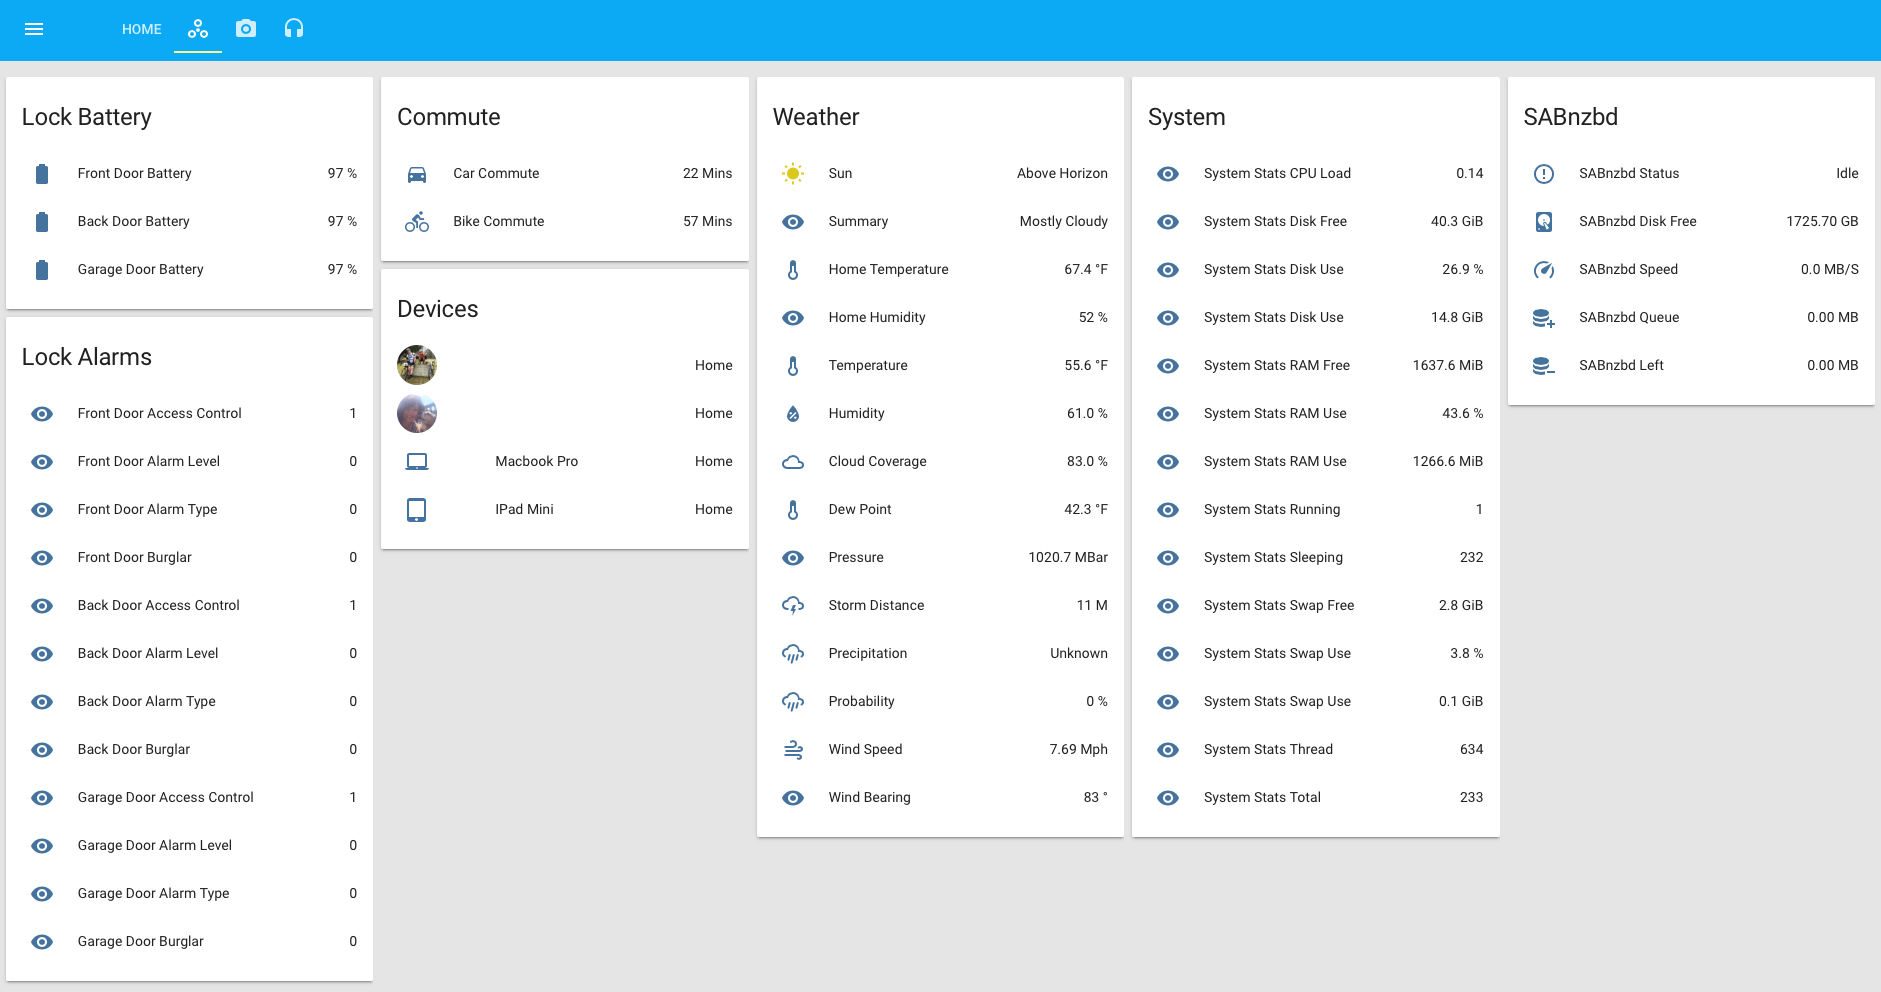 HOME
Lock Battery
Front Door Battery 97 %
Back Door Battery 97 %
Garage Door Battery 97 %
Lock Alarms
Front Door Access Control 1
Front Door Alarm Level 0
Front Door Alarm Type 0
Front Door Burglar 0
Back Door Access Control 1
Back Door Alarm Level 0
Back Door Alarm Type 0
Back Door Burglar 0
Garage Door Access Control 1
Garage Door Alarm Level 0
Garage Door Alarm Type 0
Garage Door Burglar 0
Commute
Car Commute 22 Mins
Bike Commute 57 Mins
Devices
Home
Home
Macbook Pro Home
IPad Mini Home
Weather
Sun Above Horizon
Summary Mostly Cloudy
Home Temperature 67.4 °F
Home Humidity 52 %
Temperature 55.6 °F
Humidity 61.0 %
Cloud Coverage 83.0 %
Dew Point 42.3 °F
Pressure 1020.7 MBar
Storm Distance 11 M
Precipitation Unknown
Probability 0 %
Wind Speed 7.69 Mph
Wind Bearing 83 °
System
System Stats CPU Load 0.14
System Stats Disk Free 40.3 GiB
System Stats Disk Use 26.9 %
System Stats Disk Use 14.8 GiB
System Stats RAM Free 1637.6 MiB
System Stats RAM Use 43.6 %
System Stats RAM Use 1266.6 MiB
System Stats Running 1
System Stats Sleeping 232
System Stats Swap Free 2.8 GiB
System Stats Swap Use 3.8 %
System Stats Swap Use 0.1 GiB
System Stats Thread 634
System Stats Total 233
SABnzbd
SABnzbd Status Idle
SABnzbd Disk Free 1725.70 GB
SABnzbd Speed 0.0 MB/S
SABnzbd Queue 0.00 MB
SABnzbd Left 0.00 MB